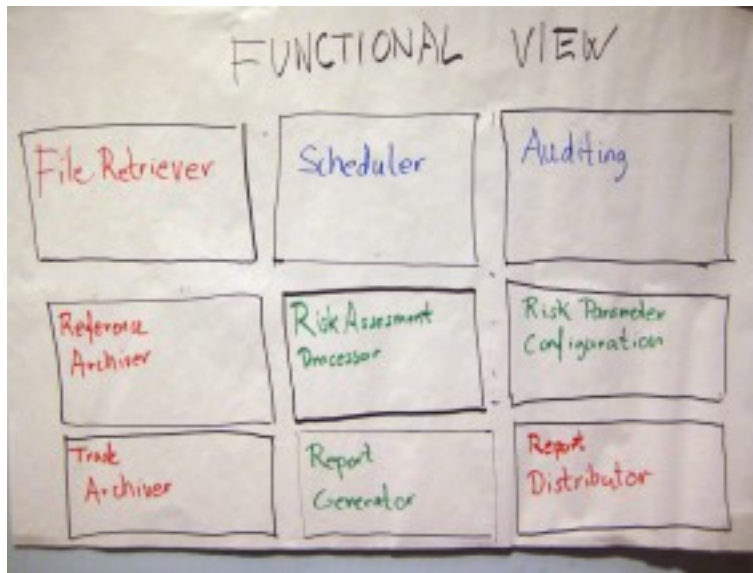 FUNCTIONAL VIEW
File Retriever
Scheduler
Auditing
Reference
Archiver
Risk Assesment
Processor
Risk Parameter
Configuration
Trade
Archiver
Report
Generator
Report
Distributor